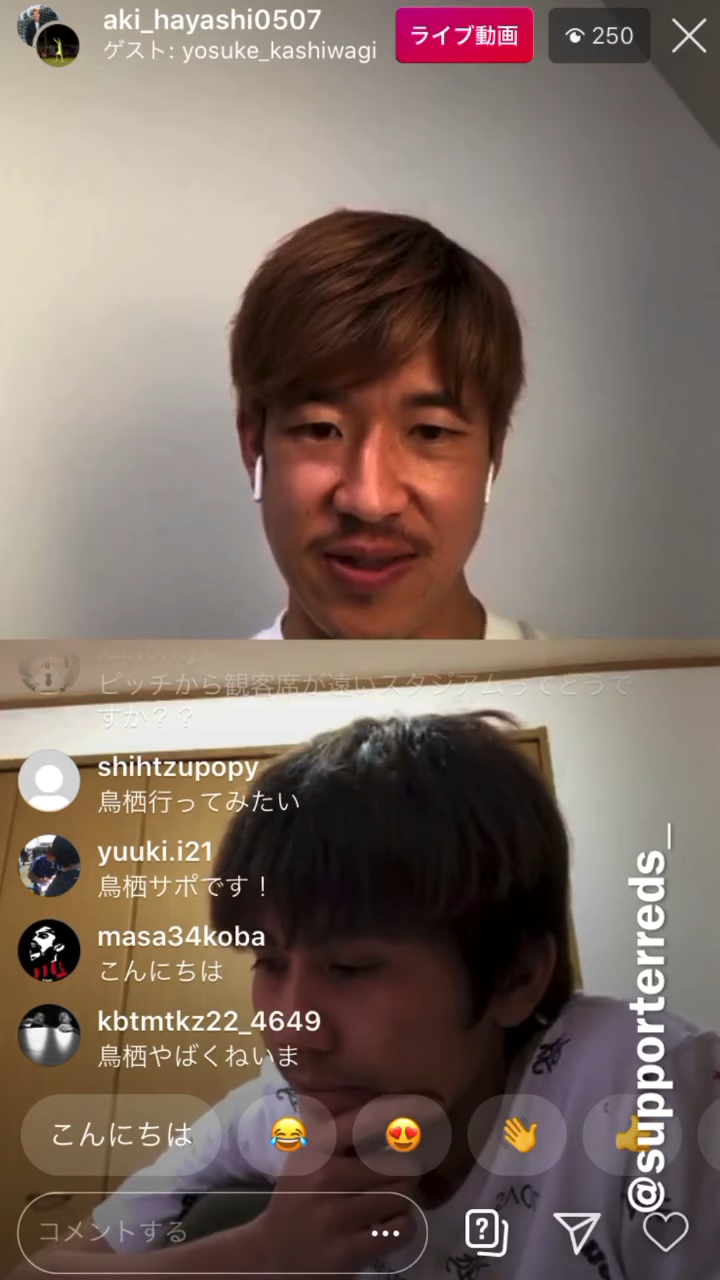 aki_hayashi0507
ゲスト: yosuke_kashiwagi
ライブ動画
250
ピッチから観客席が遠いスタジアムってどうで
すか？？
shihtzupopy
鳥栖行ってみたい
yuuki.i21
鳥栖サポです！
masa34koba
こんにちは
kbtmtkz22_4649
鳥栖やばくねいま
こんにちは
コメントする
@supporterreds_